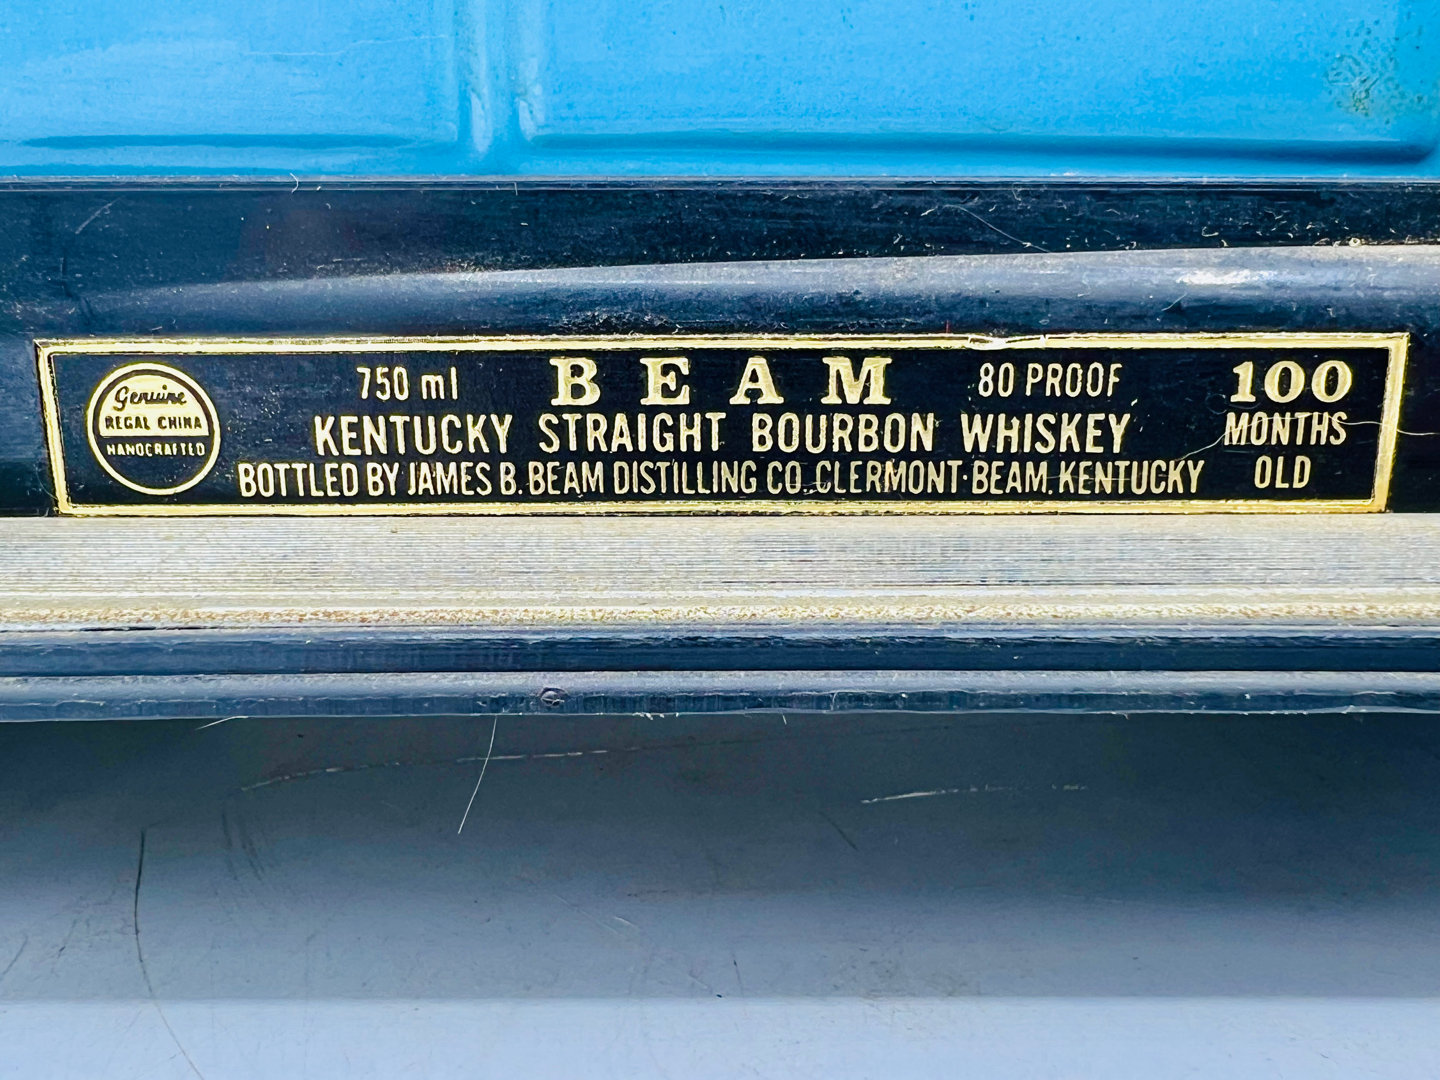 Genuine
REGAL CHINA
HANDCRAFTED
750 ml BEAM 80 PROOF
KENTUCKY STRAIGHT BOURBON WHISKEY
BOTTLED BY JAMES B. BEAM DISTILLING CO. CLERMONT·BEAM, KENTUCKY
100
MONTHS
OLD